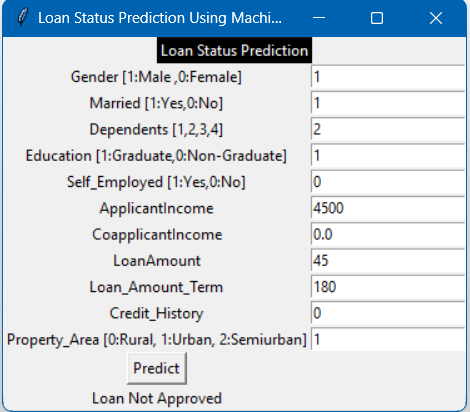 Loan Status Prediction Using Machi...
Loan Status Prediction
Gender [1:Male ,0:Female] 1
Married [1:Yes,0:No] 1
Dependents [1,2,3,4] 2
Education [1:Graduate,0:Non-Graduate] 1
Self_Employed [1:Yes,0:No] 0
ApplicantIncome 4500
CoapplicantIncome 0.0
LoanAmount 45
Loan_Amount_Term 180
Credit_History 0
Property_Area [0:Rural, 1:Urban, 2:Semiurban] 1
Predict
Loan Not Approved